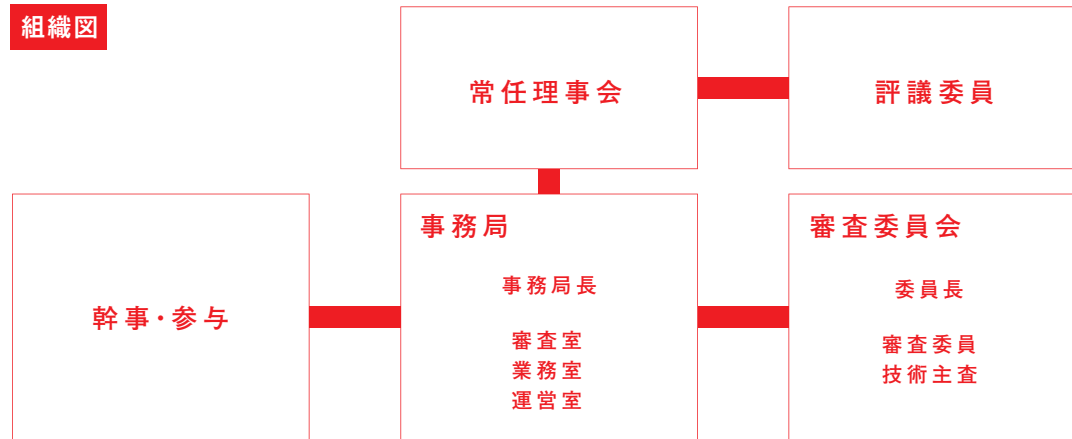 組織図
常任理事会
評議委員
幹事・参与
事務局
事務局長
審査室
業務室
運営室
審査委員会
委員長
審査委員
技術主査